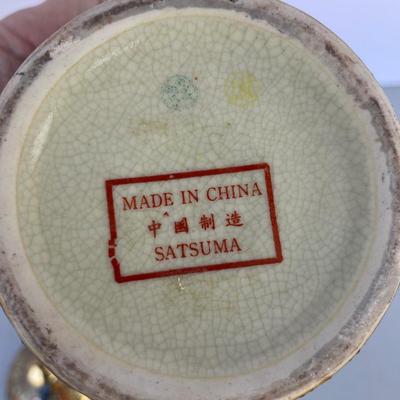 MADE IN CHINA
中國制造
SATSUMA